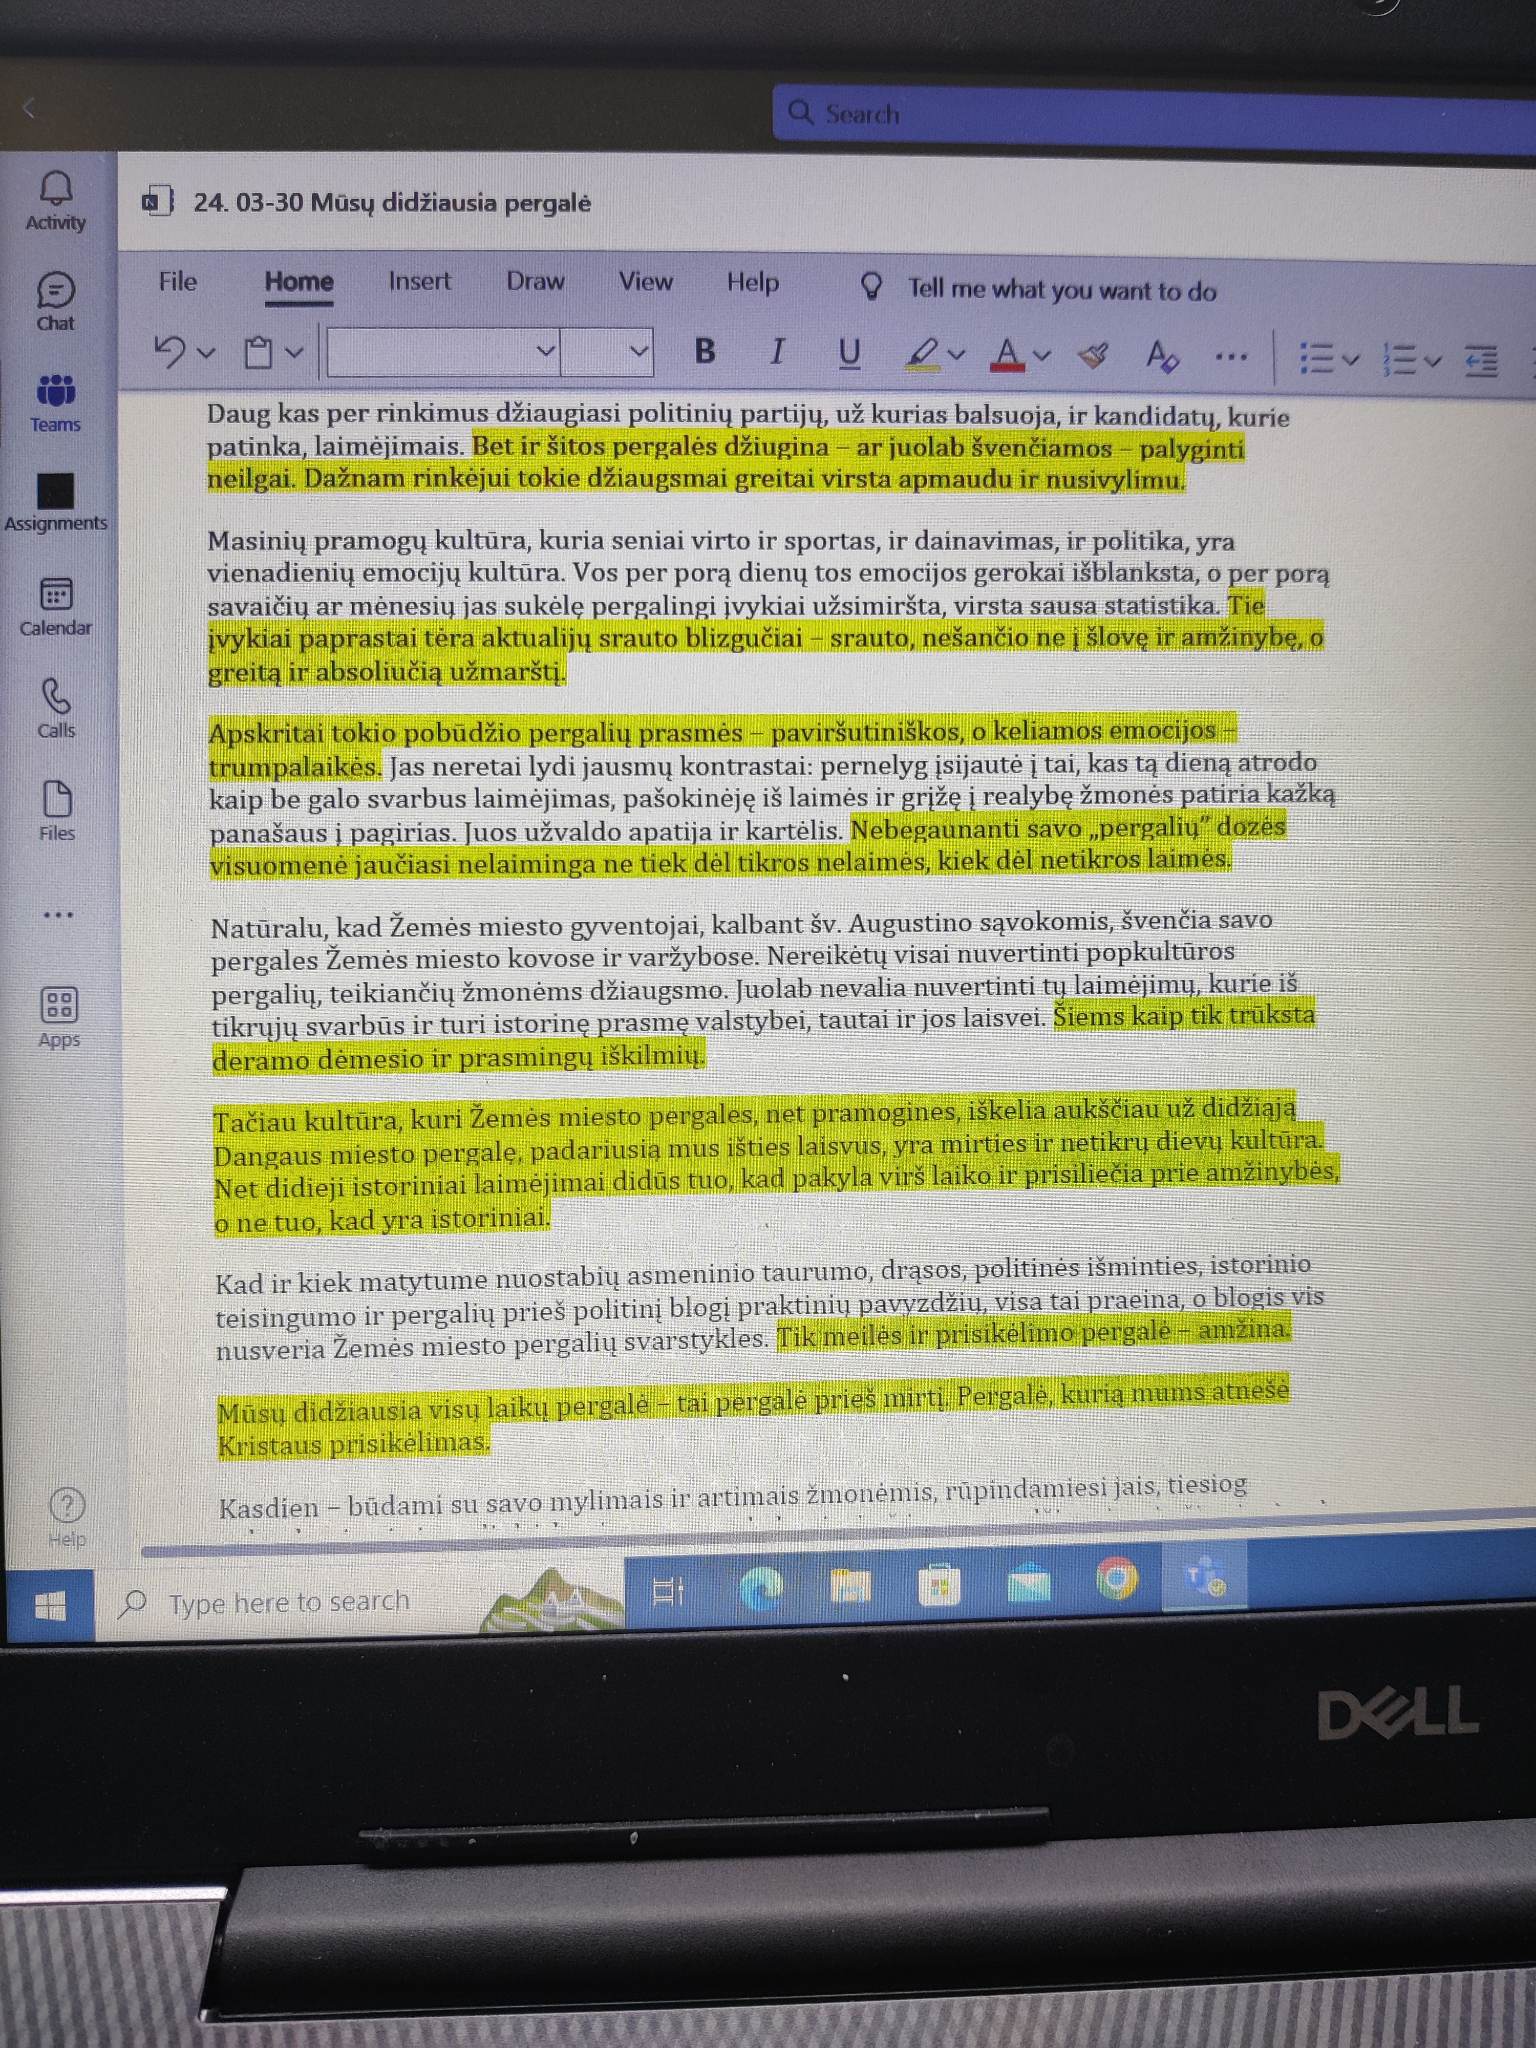 Search
24. 03-30 Mūsų didžiausia pergalė
Activity
Chat
Teams
Assignments
Calendar
Calls
Files
Apps
Help
File Home Insert Draw View Help Tell me what you want to do
B I U A A
Daug kas per rinkimus džiaugiasi politinių partijų, už kurias balsuoja, ir kandidatų, kurie
patinka, laimėjimais. Bet ir šitos pergalės džiugina – ar juolab švenčiamos – palyginti
neilgai. Dažnam rinkėjui tokie džiaugsmai greitai virsta apmaudu ir nusivylimu.
Masinių pramogų kultūra, kuria seniai virto ir sportas, ir dainavimas, ir politika, yra
vienadienių emocijų kultūra. Vos per porą dienų tos emocijos gerokai išblanksta, o per porą
savaičių ar mėnesių jas sukėlę pergalingi įvykiai užsimiršta, virsta sausa statistika. Tie
įvykiai paprastai tėra aktualijų srauto blizgučiai – srauto, nešančio ne į šlovę ir amžinybę, o
greitą ir absoliučią užmarštį.
Apskritai tokio pobūdžio pergalių prasmės – paviršutiniškos, o keliamos emocijos –
trumpalaikės. Jas neretai lydi jausmų kontrastai: pernelyg įsijautę į tai, kas tą dieną atrodo
kaip be galo svarbus laimėjimas, pašokinėję iš laimės ir grįžę į realybę žmonės patiria kažką
panašaus į pagirias. Juos užvaldo apatija ir kartėlis. Nebegaunanti savo „pergalių” dozės
visuomenė jaučiasi nelaiminga ne tiek dėl tikros nelaimės, kiek dėl netikros laimės.
Natūralu, kad Žemės miesto gyventojai, kalbant šv. Augustino sąvokomis, švenčia savo
pergales Žemės miesto kovose ir varžybose. Nereikėtų visai nuvertinti popkultūros
pergalių, teikiančių žmonėms džiaugsmo. Juolab nevalia nuvertinti tų laimėjimų, kurie iš
tikrųjų svarbūs ir turi istorinę prasmę valstybei, tautai ir jos laisvei. Šiems kaip tik trūksta
deramo dėmesio ir prasmingų iškilmių.
Tačiau kultūra, kuri Žemės miesto pergales, net pramogines, iškelia aukščiau už didžiąją
Dangaus miesto pergalę, padariusią mus išties laisvus, yra mirties ir netikrų dievų kultūra.
Net didieji istoriniai laimėjimai didūs tuo, kad pakyla virš laiko ir prisiliečia prie amžinybės,
o ne tuo, kad yra istoriniai.
Kad ir kiek matytume nuostabių asmeninio taurumo, drąsos, politinės išminties, istorinio
teisingumo ir pergalių prieš politinį blogį praktinių pavyzdžių, visa tai praeina, o blogis vis
nusveria Žemės miesto pergalių svarstykles. Tik meilės ir prisikėlimo pergalė – amžina.
Mūsų didžiausia visų laikų pergalė – tai pergalė prieš mirtį. Pergalė, kurią mums atnešė
Kristaus prisikėlimas.
Kasdien – būdami su savo mylimais ir artimais žmonėmis, rūpindamiesi jais, tiesiog
Type here to search
DELL